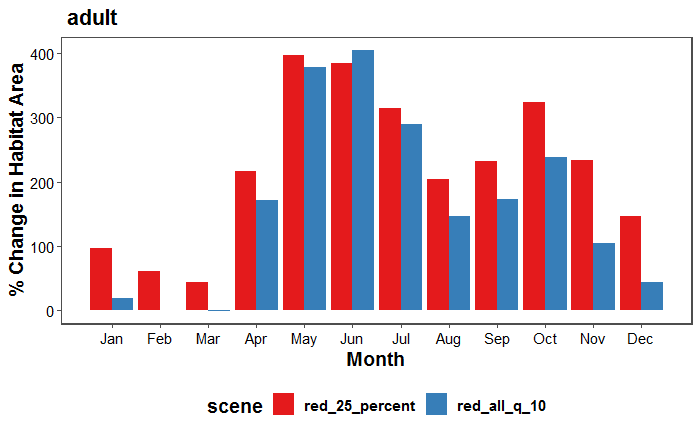 adult
% Change in Habitat Area
400
300
200
100
0
Jan Feb Mar Apr May Jun Jul Aug Sep Oct Nov Dec
Month
scene red_25_percent red_all_q_10